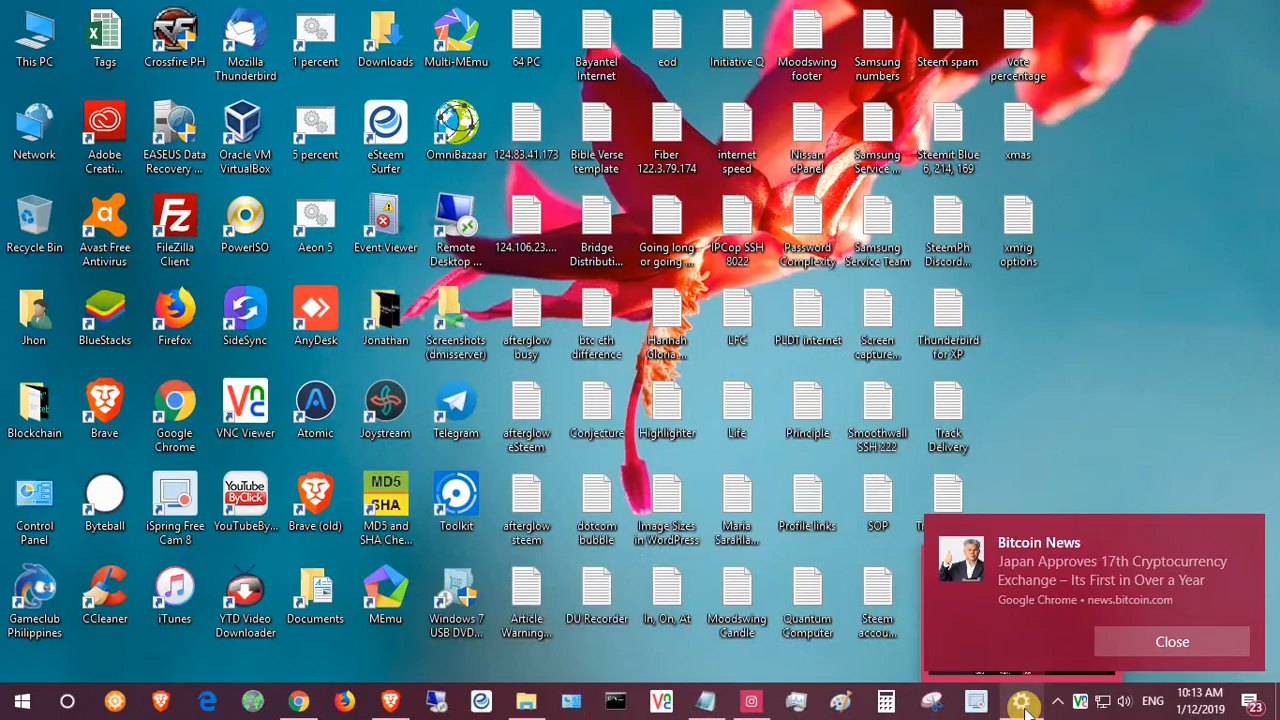 This PC
Tags
Crossfire PH
Mozilla
Thunderbird
1 percent
Downloads
Multi-MEmu
64 PC
Bayantel
Internet
eod
Initiative Q
Moodswing
footer
Samsung
numbers
Steem spam
Vote
percentage
Network
Adobe
Creati...
EASEUS Data
Recovery ...
Oracle VM
VirtualBox
5 percent
eSteem
Surfer
OmniBazaar
124.83.41.173
Bible Verse
template
Fiber
122.3.79.174
internet
speed
Nissan
cPanel
Samsung
Service ...
Steemit Blue
6, 214, 169
xmas
Recycle Bin
Avast Free
Antivirus
FileZilla
Client
PowerISO
Aeon 5
Event Viewer
Remote
Desktop ...
124.106.23....
Bridge
Distributi...
Going long
or going ...
IPCop SSH
8022
Password
Complexity
Samsung
Service Team
SteemPh
Discord...
xmrig
options
Jhon
BlueStacks
Firefox
SideSync
AnyDesk
Jonathan
Screenshots
(dmisserver)
afterglow
busy
btc eth
difference
Hannah
Gloria ...
LFC
PLDT internet
Screen
capture...
Thunderbird
for XP
Blockchain
Brave
Google
Chrome
VNC Viewer
Atomic
Joystream
Telegram
afterglow
eSteem
Conjecture
Highlighter
Life
Principle
Smoothwall
SSH 222
Track
Delivery
Control
Panel
Byteball
iSpring Free
Cam 8
YouTube
ByClick
YouTubeBy...
Brave (old)
MD5
SHA
MD5 and
SHA Che...
Toolkit
afterglow
steem
dotcom
bubble
Image Sizes
in WordPress
Maria
Sarahla...
Profile links
SOP
Gameclub
Philippines
CCleaner
iTunes
YTD Video
Downloader
Documents
MEmu
Windows 7
USB DVD...
Article
Warning...
DU Recorder
In, On, At
Moodswing
Candle
Quantum
Computer
Steem
accou...
Bitcoin News
Japan Approves 17th Cryptocurrency
Exchange – Its First in Over a Year
Google Chrome • news.bitcoin.com
Close
ENG
10:13 AM
1/12/2019
23